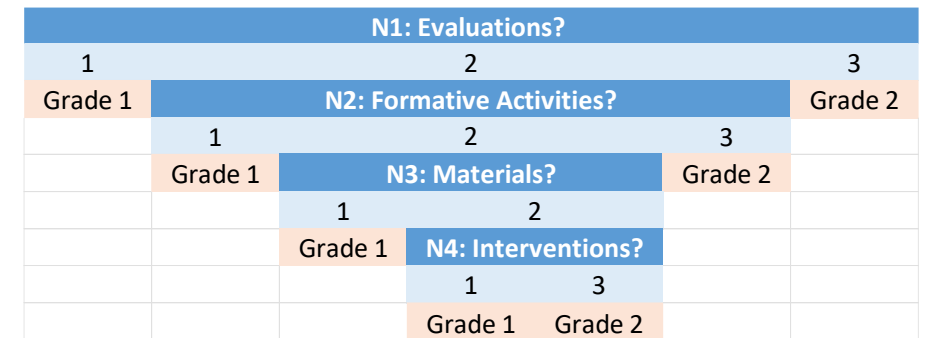 N1: Evaluations?
1 2 3
Grade 1 N2: Formative Activities? Grade 2
1 2 3
Grade 1 N3: Materials? Grade 2
1 2
Grade 1 N4: Interventions?
1 3
Grade 1 Grade 2